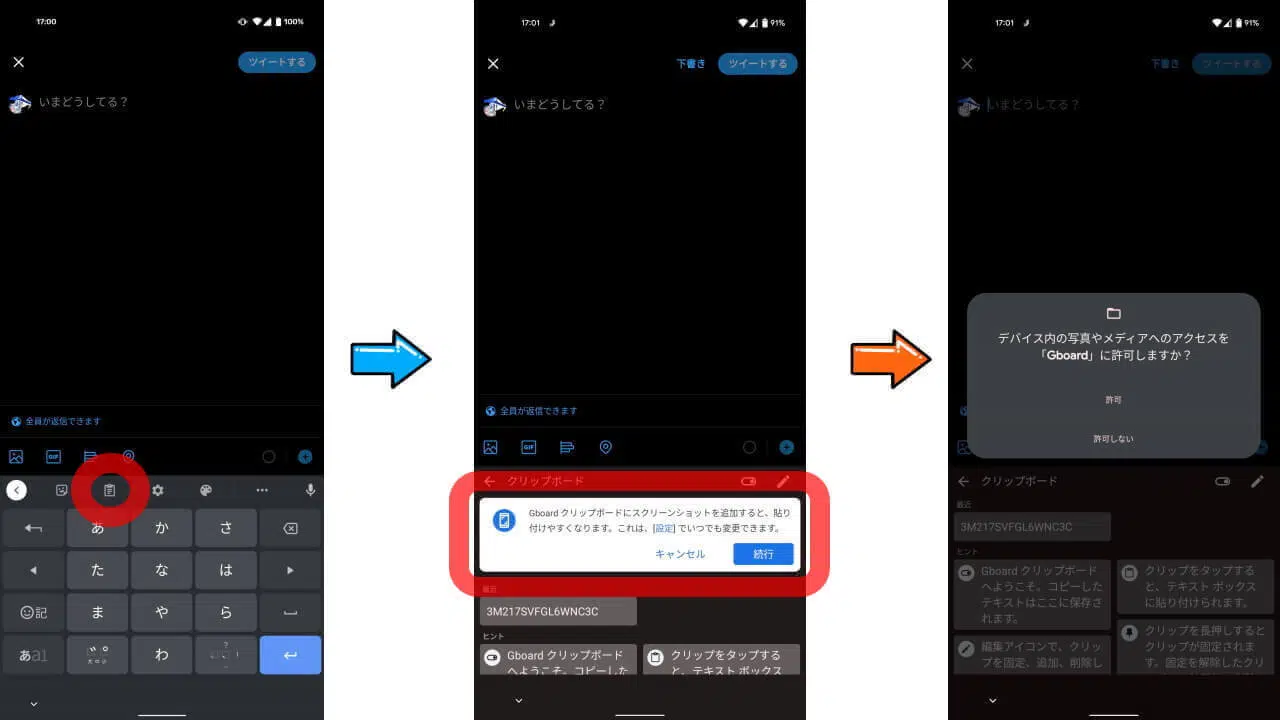 17:00
100%
ツイートする
いまどうしてる？
全員が返信できます
GIF
あ
か
さ
た
な
は
☺記
ま
や
ら
あa1
わ
17:01
91%
下書き
ツイートする
いまどうしてる？
全員が返信できます
GIF
クリップボード
Gboard クリップボードにスクリーンショットを追加すると、貼り
付けやすくなります。これは、[設定] でいつでも変更できます。
キャンセル
続行
最近
3M217SVFGL6WNC3C
ヒント
Gboard クリップボード
へようこそ。コピーした
クリップをタップする
と、テキスト ボックス
17:01
91%
下書き
ツイートする
いまどうしてる？
デバイス内の写真やメディアへのアクセスを
「Gboard」に許可しますか？
許可
許可しない
クリップボード
最近
3M217SVFGL6WNC3C
ヒント
Gboard クリップボード
へようこそ。コピーした
テキストはここに保存さ
れます。
クリップをタップする
と、テキスト ボックス
に貼り付けられます。
編集アイコンで、クリッ
プを固定、追加、削除し
クリップを長押しすると
クリップが固定されま
す。固定を解除したクリ